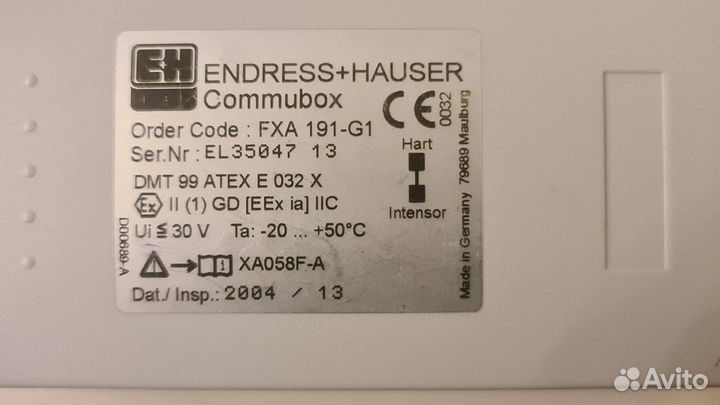 E+H
ENDRESS+HAUSER
Commubox
Order Code : FXA 191-G1
Ser.Nr : EL35047 13
DMT 99 ATEX E 032 X
Ex II (1) GD [EEx ia] IIC
Ui ≦ 30 V Ta: -20 ... +50°C
XA058F-A
Dat./ Insp.: 2004 / 13
CE 0032
Hart
Intensor
Made in Germany 79689 Maulburg
D00689-A
Avito